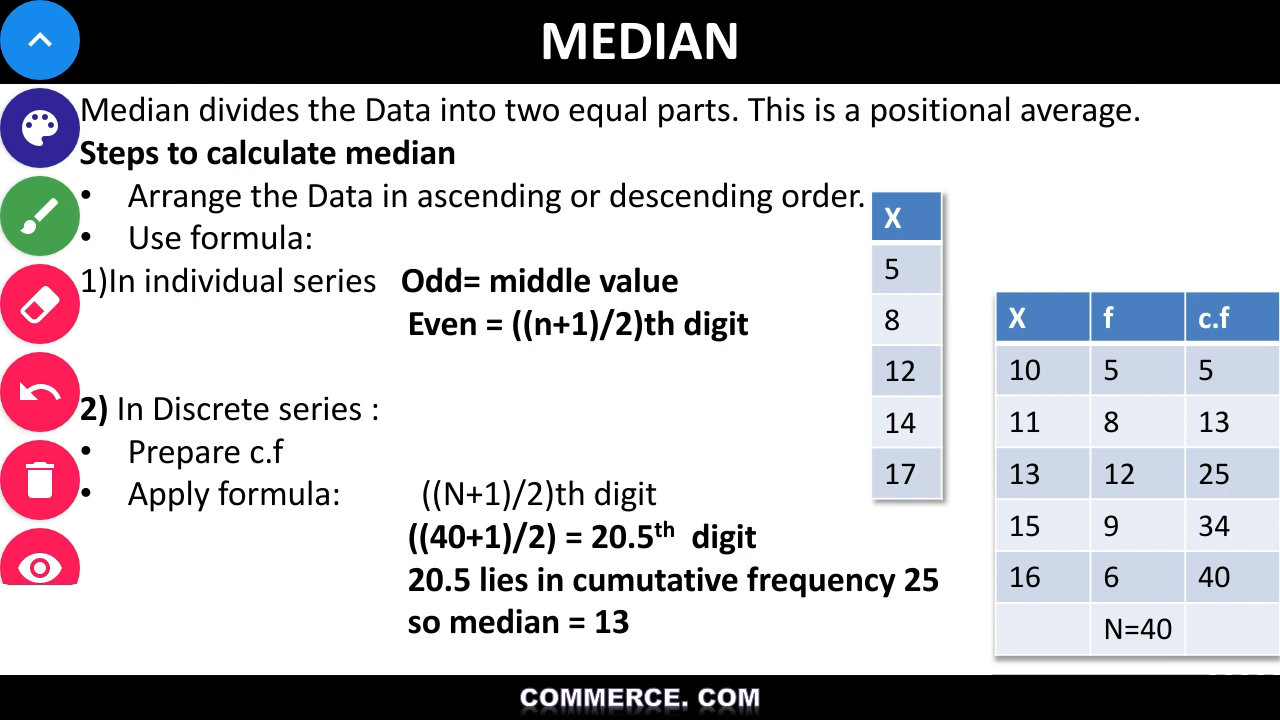 MEDIAN
Median divides the Data into two equal parts. This is a positional average.
Steps to calculate median
• Arrange the Data in ascending or descending order.
• Use formula:
1)In individual series Odd= middle value
Even = ((n+1)/2)th digit
2) In Discrete series :
• Prepare c.f
• Apply formula: ((N+1)/2)th digit
((40+1)/2) = 20.5th digit
20.5 lies in cumutative frequency 25
so median = 13
X
5
8
12
14
17
X f c.f
10 5 5
11 8 13
13 12 25
15 9 34
16 6 40
N=40
COMMERCE. COM